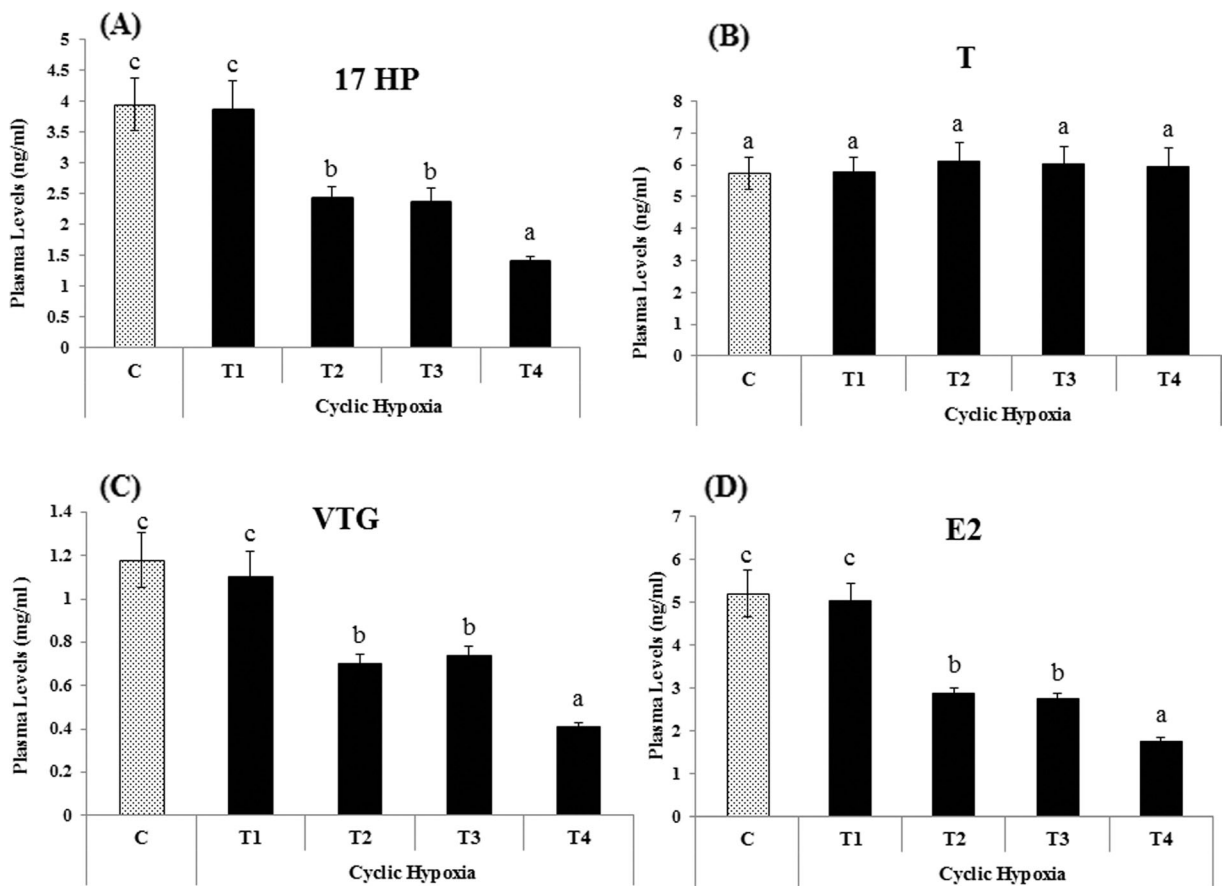 (A)
17 HP
Plasma Levels (ng/ml)
5
4.5
4
3.5
3
2.5
2
1.5
1
0.5
0
c
c
b
b
a
C
T1
T2
T3
T4
Cyclic Hypoxia
(B)
T
Plasma Levels (ng/ml)
8
7
6
5
4
3
2
1
0
a
a
a
a
a
C
T1
T2
T3
T4
Cyclic Hypoxia
(C)
VTG
Plasma Levels (ng/ml)
1.4
1.2
1
0.8
0.6
0.4
0.2
0
c
c
b
b
a
C
T1
T2
T3
T4
Cyclic Hypoxia
(D)
E2
Plasma Levels (ng/ml)
7
6
5
4
3
2
1
0
c
c
b
b
a
C
T1
T2
T3
T4
Cyclic Hypoxia